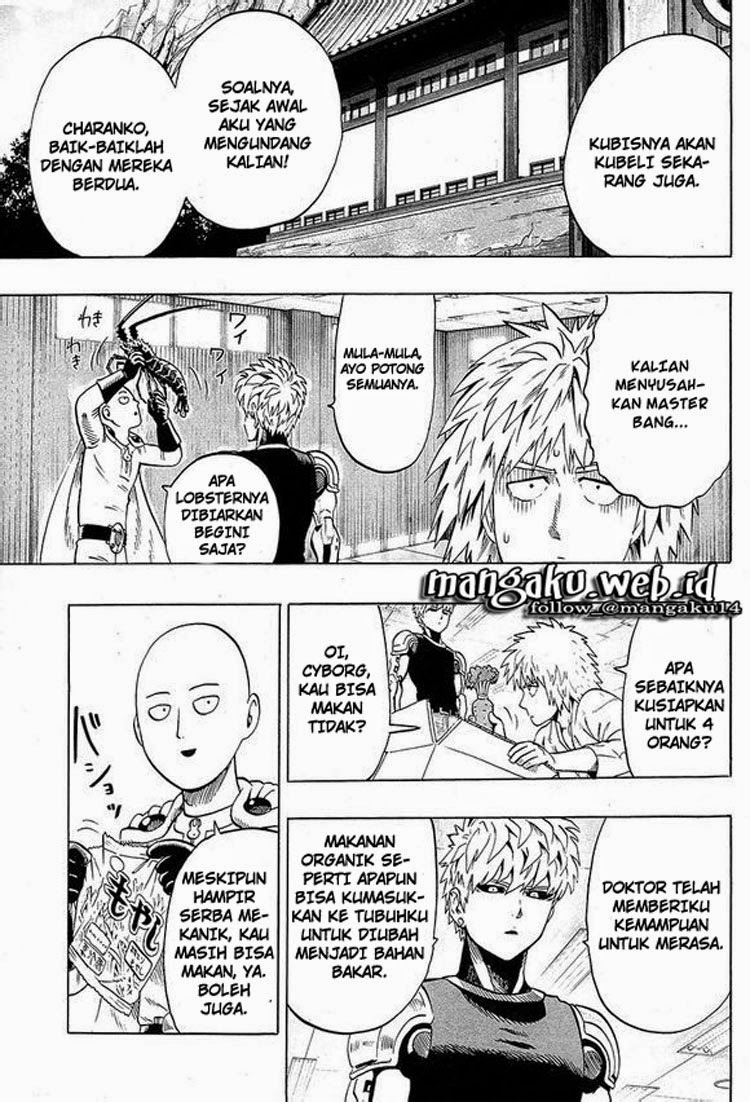 KUBISNYA AKAN
KUBELI SEKA-
RANG JUGA.
SOALNYA,
SEJAK AWAL
AKU YANG
MENGUNDANG
KALIAN!
CHARANKO,
BAIK-BAIKLAH
DENGAN MEREKA
BERDUA.
KALIAN
MENYUSAH-
KAN MASTER
BANG...
MULA-MULA,
AYO POTONG
SEMUANYA.
ワイ
ワイ
わき
わき
APA
LOBSTERNYA
DIBIARKAN
BEGINI
SAJA?
mangaku.web.id
follow_@mangaku14
APA
SEBAIKNYA
KUSIAPKAN
UNTUK 4
ORANG?
OI,
CYBORG,
KAU BISA
MAKAN
TIDAK?
DOKTOR TELAH
MEMBERIKU
KEMAMPUAN
UNTUK MERASA.
MAKANAN
ORGANIK SE-
PERTI APAPUN
BISA KUMASUK-
KAN KE TUBUHKU
UNTUK DIUBAH
MENJADI BAHAN
BAKAR.
バショッ
もやし
MESKIPUN
HAMPIR
SERBA ME-
KANIK, KAU
MASIH BISA
MAKAN, YA.
BOLEH
JUGA.